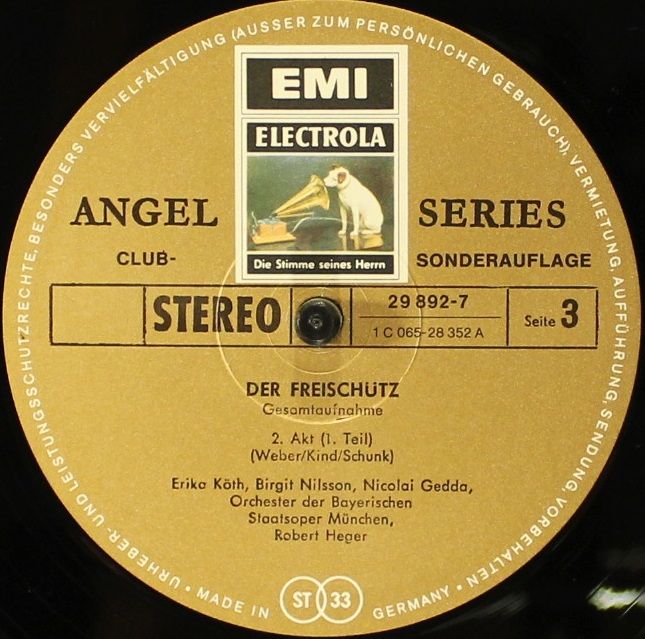 URHEBER- UND LEISTUNGSSCHUTZRECHTE, BESONDERS VERVIELFÄLTIGUNG (AUSSER ZUM PERSÖNLICHEN GEBRAUCH), VERMIETUNG, AUFFÜHRUNG, SENDUNG, VORBEHALTEN •
EMI
ELECTROLA
Die Stimme seines Herrn
ANGEL SERIES
CLUB- SONDERAUFLAGE
STEREO
29 892-7
1 C 065-28 352 A
Seite 3
DER FREISCHÜTZ
Gesamtaufnahme
2. Akt (1. Teil)
(Weber/Kind/Schunk)
Erika Köth, Birgit Nilsson, Nicolai Gedda,
Orchester der Bayerischen
Staatsoper München,
Robert Heger
• MADE IN GERMANY •
ST 33